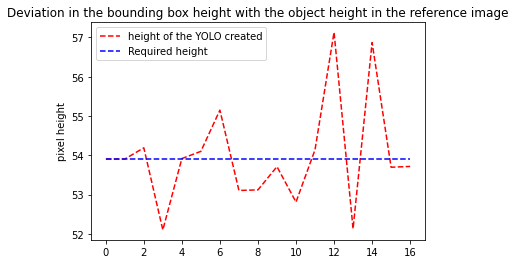 Deviation in the bounding box height with the object height in the reference image
height of the YOLO created
Required height
pixel height
57
56
55
54
53
52
0 2 4 6 8 10 12 14 16